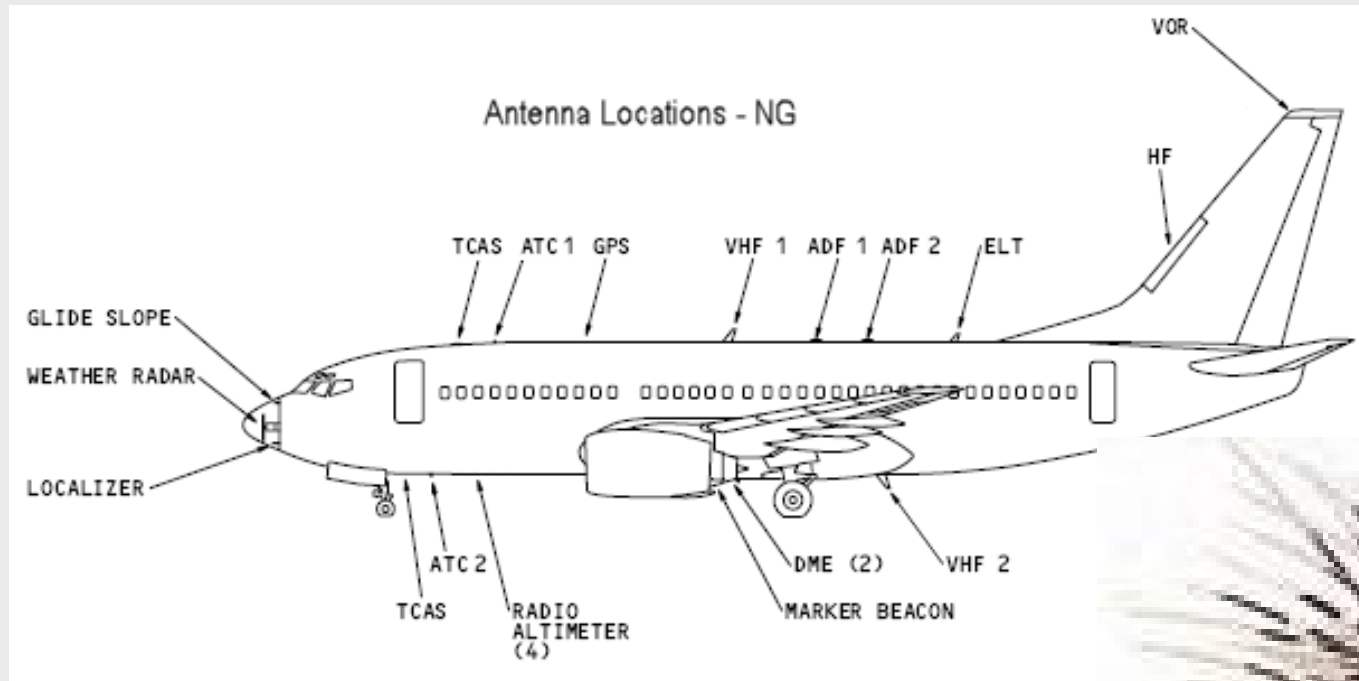 VOR
Antenna Locations - NG
HF
TCAS ATC 1 GPS VHF 1 ADF 1 ADF 2 ELT
GLIDE SLOPE
WEATHER RADAR
LOCALIZER
ATC 2 DME (2) VHF 2
TCAS RADIO MARKER BEACON
ALTIMETER
(4)